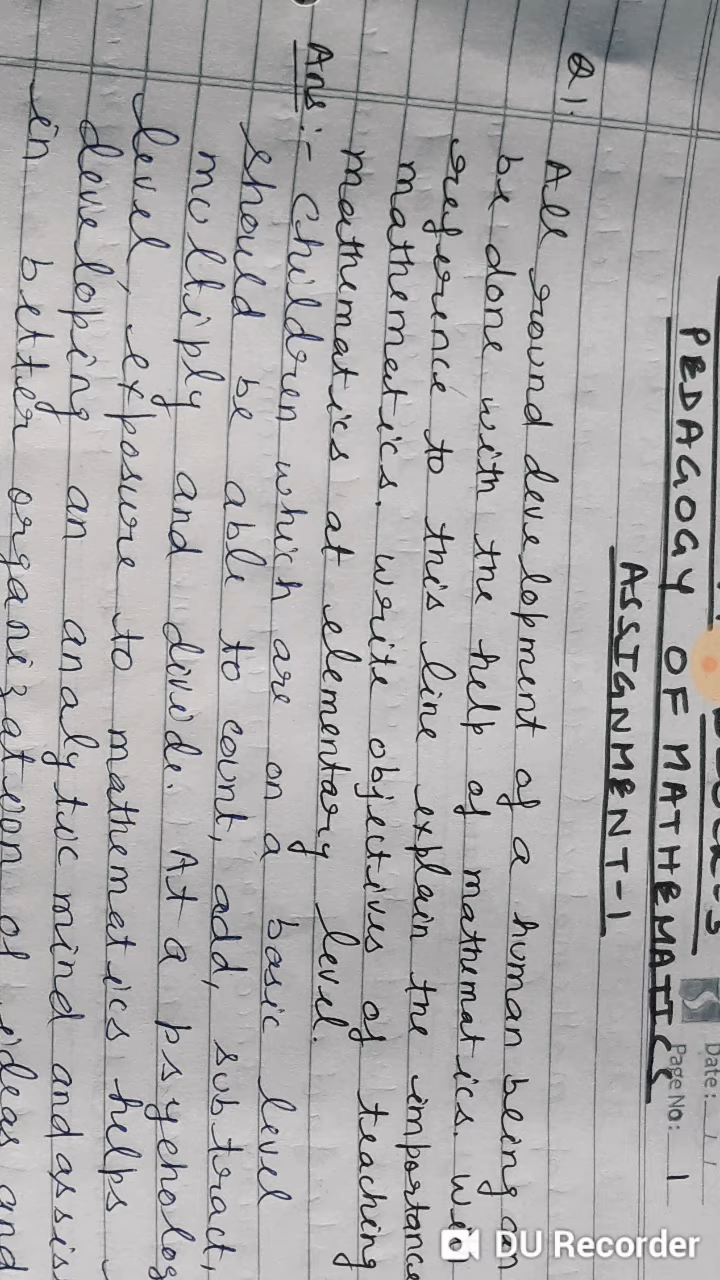 Date:
Page No: 1
PEDAGOGY OF MATHEMATICS
ASSIGNMENT-1
Q1. All round development of a human being can
be done with the help of mathematics. With
reference to this line explain the importance
mathematics. write objectives of teaching
mathematics at elementary level.
Ans:- Children which are on a basic level
should be able to count, add, subtract,
moltiply and divide. At a psycholog
level, exposure to mathematics helps
developing an analytic mind and assis
in better organization of ideas and
DU Recorder